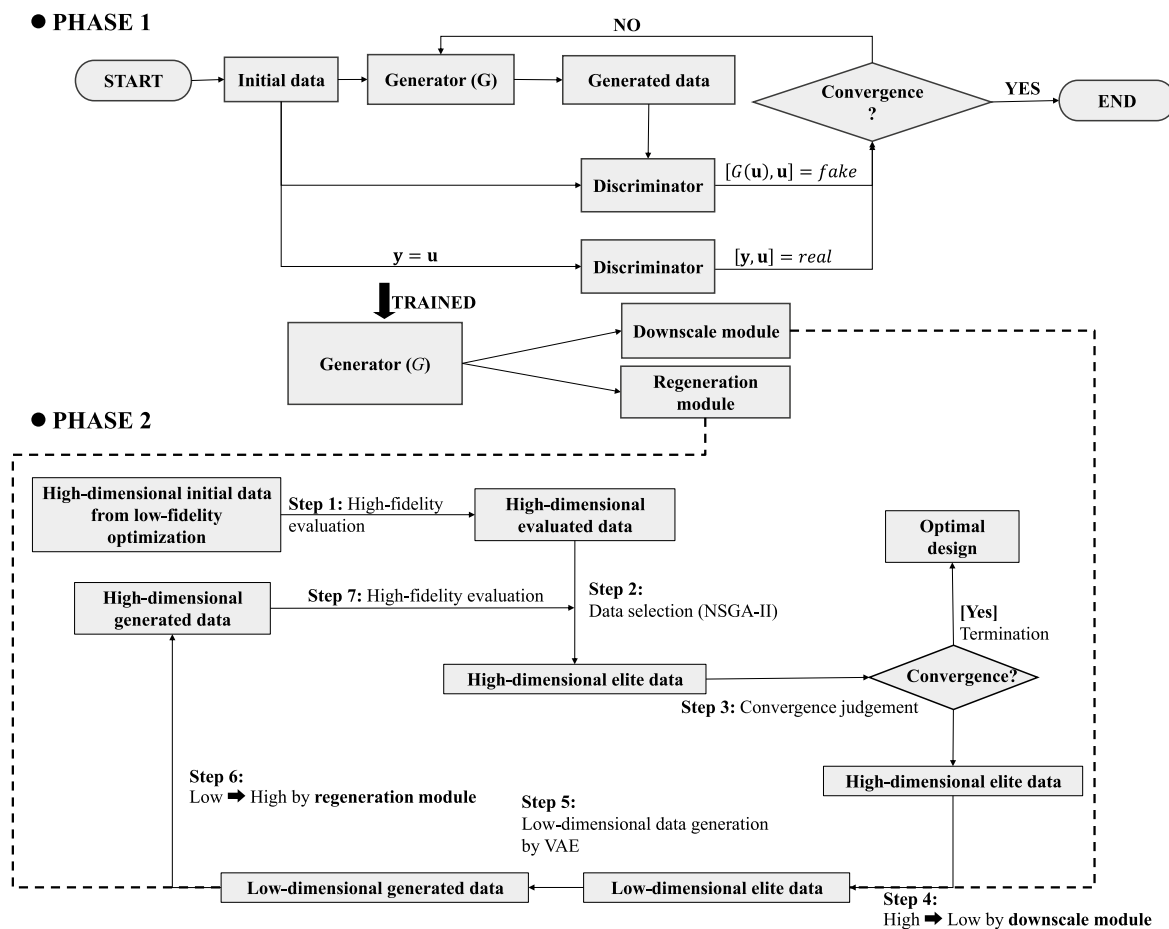 ● PHASE 1
NO
START
Initial data
Generator (G)
Generated data
Convergence
?
YES
END
Discriminator
[G(𝐮), 𝐮] = fake
𝐲 = 𝐮
Discriminator
[𝐲, 𝐮] = real
TRAINED
Generator (G)
Downscale module
Regeneration
module
● PHASE 2
High-dimensional initial data
from low-fidelity
optimization
Step 1: High-fidelity
evaluation
High-dimensional
evaluated data
Optimal
design
High-dimensional
generated data
Step 7: High-fidelity evaluation
Step 2:
Data selection (NSGA-II)
[Yes]
Termination
High-dimensional elite data
Convergence?
Step 3: Convergence judgement
Step 6:
Low ➡ High by regeneration module
High-dimensional elite data
Step 5:
Low-dimensional data generation
by VAE
Low-dimensional generated data
Low-dimensional elite data
Step 4:
High ➡ Low by downscale module